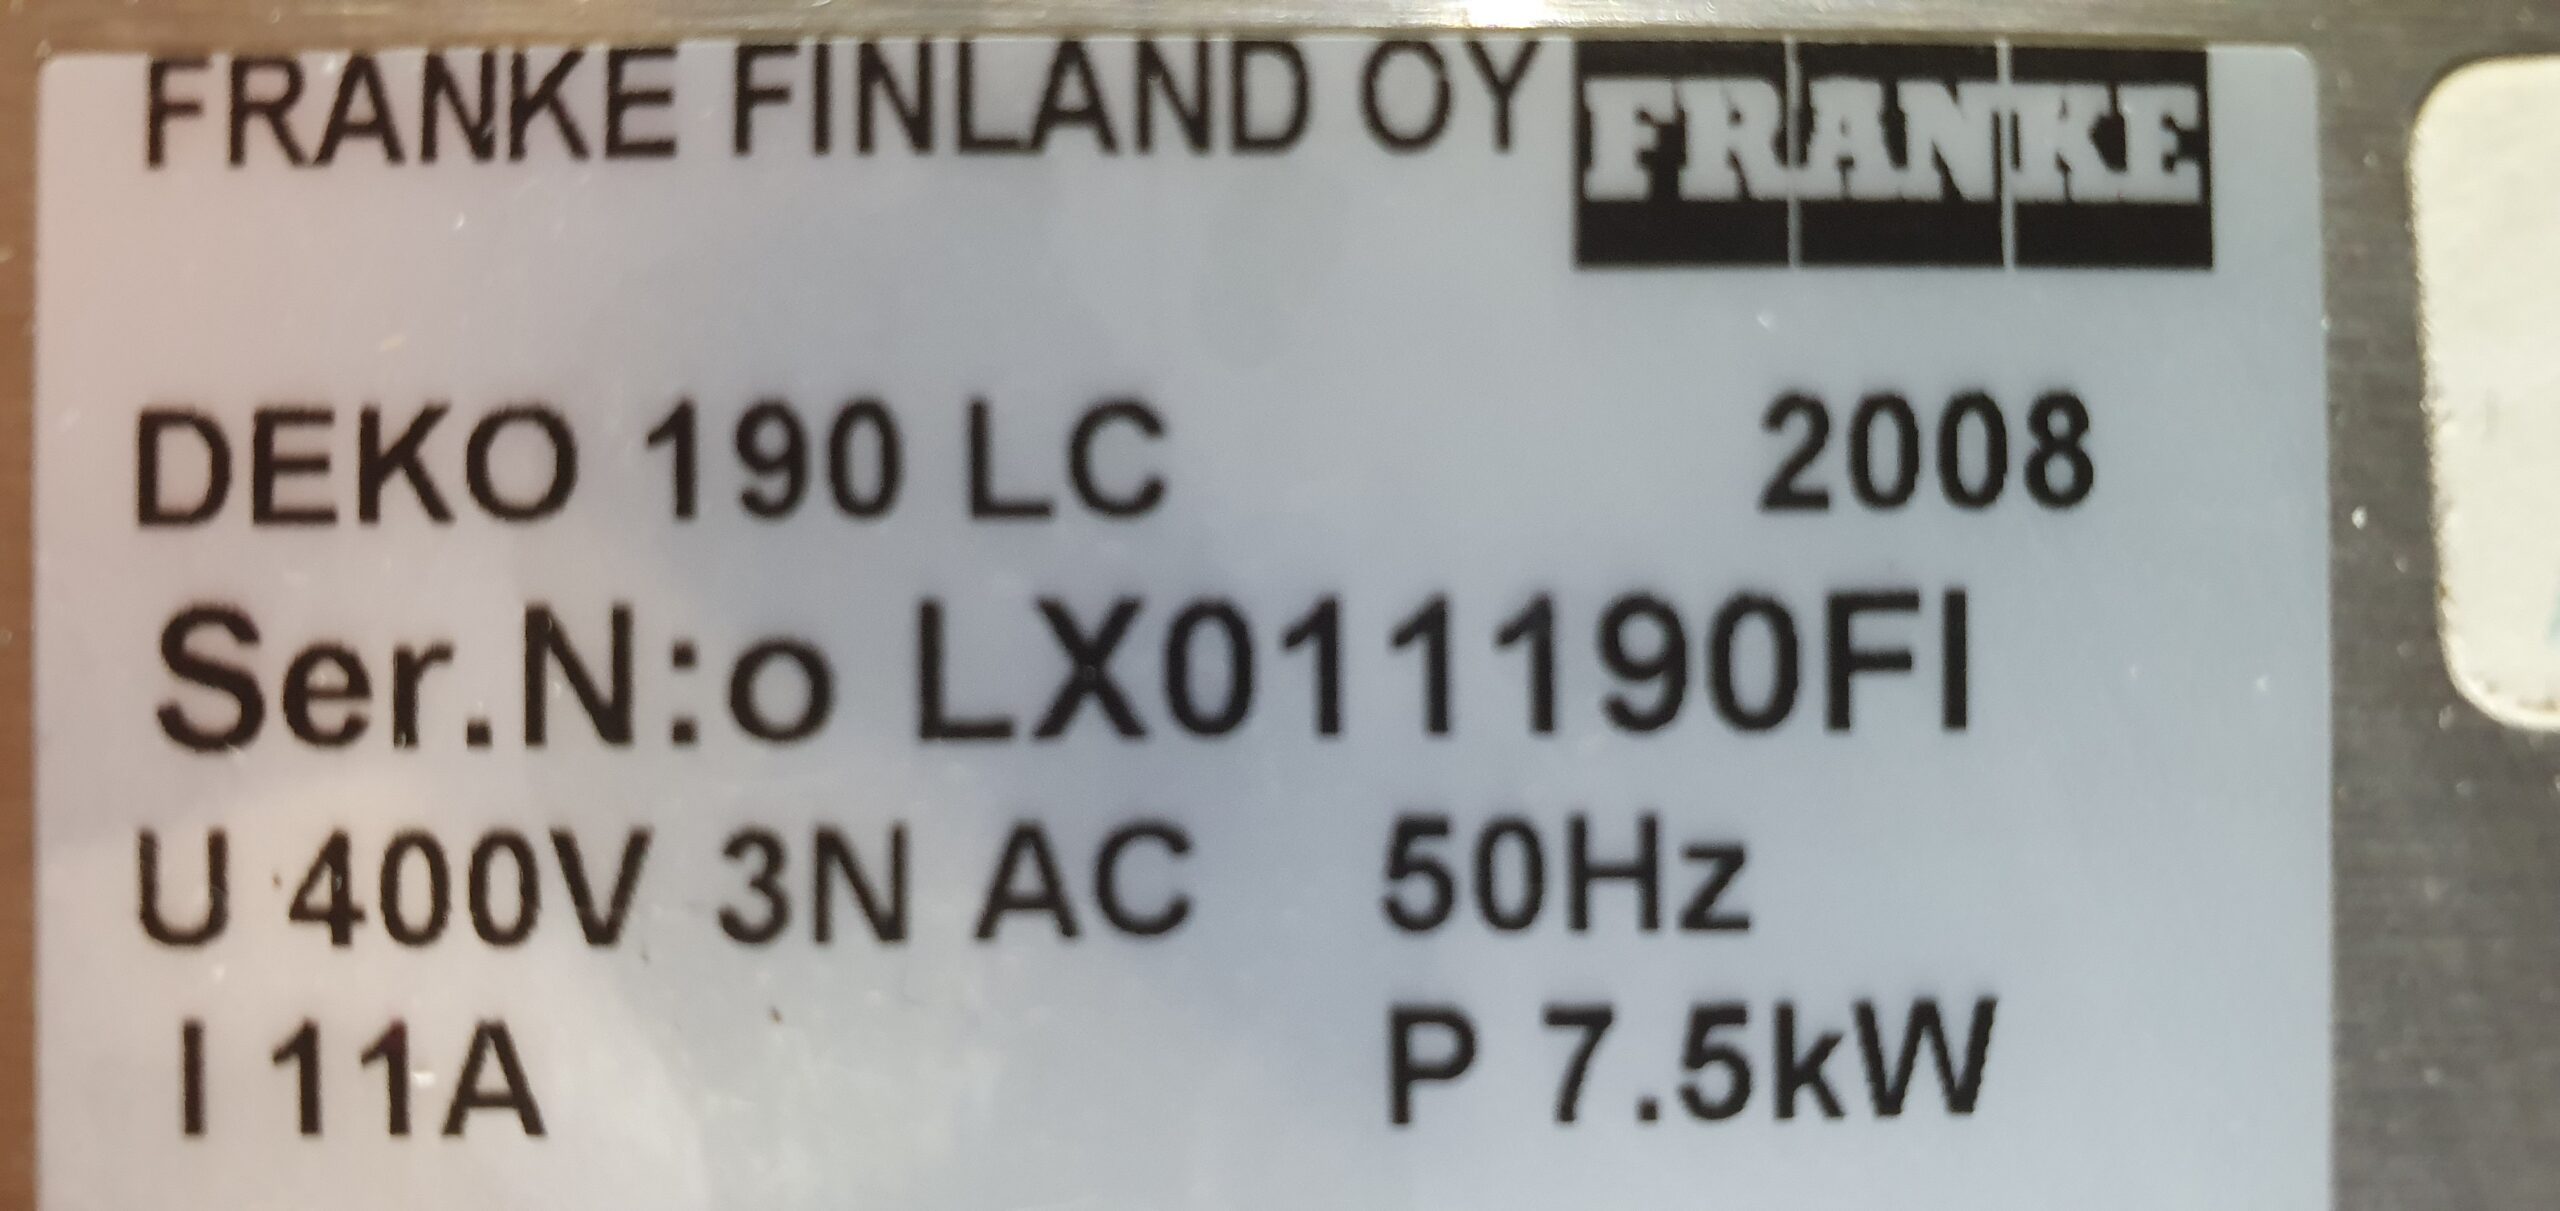 FRANKE FINLAND OY FRANKE
DEKO 190 LC 2008
Ser.N:o LX011190FI
U 400V 3N AC 50Hz
I 11A P 7.5kW